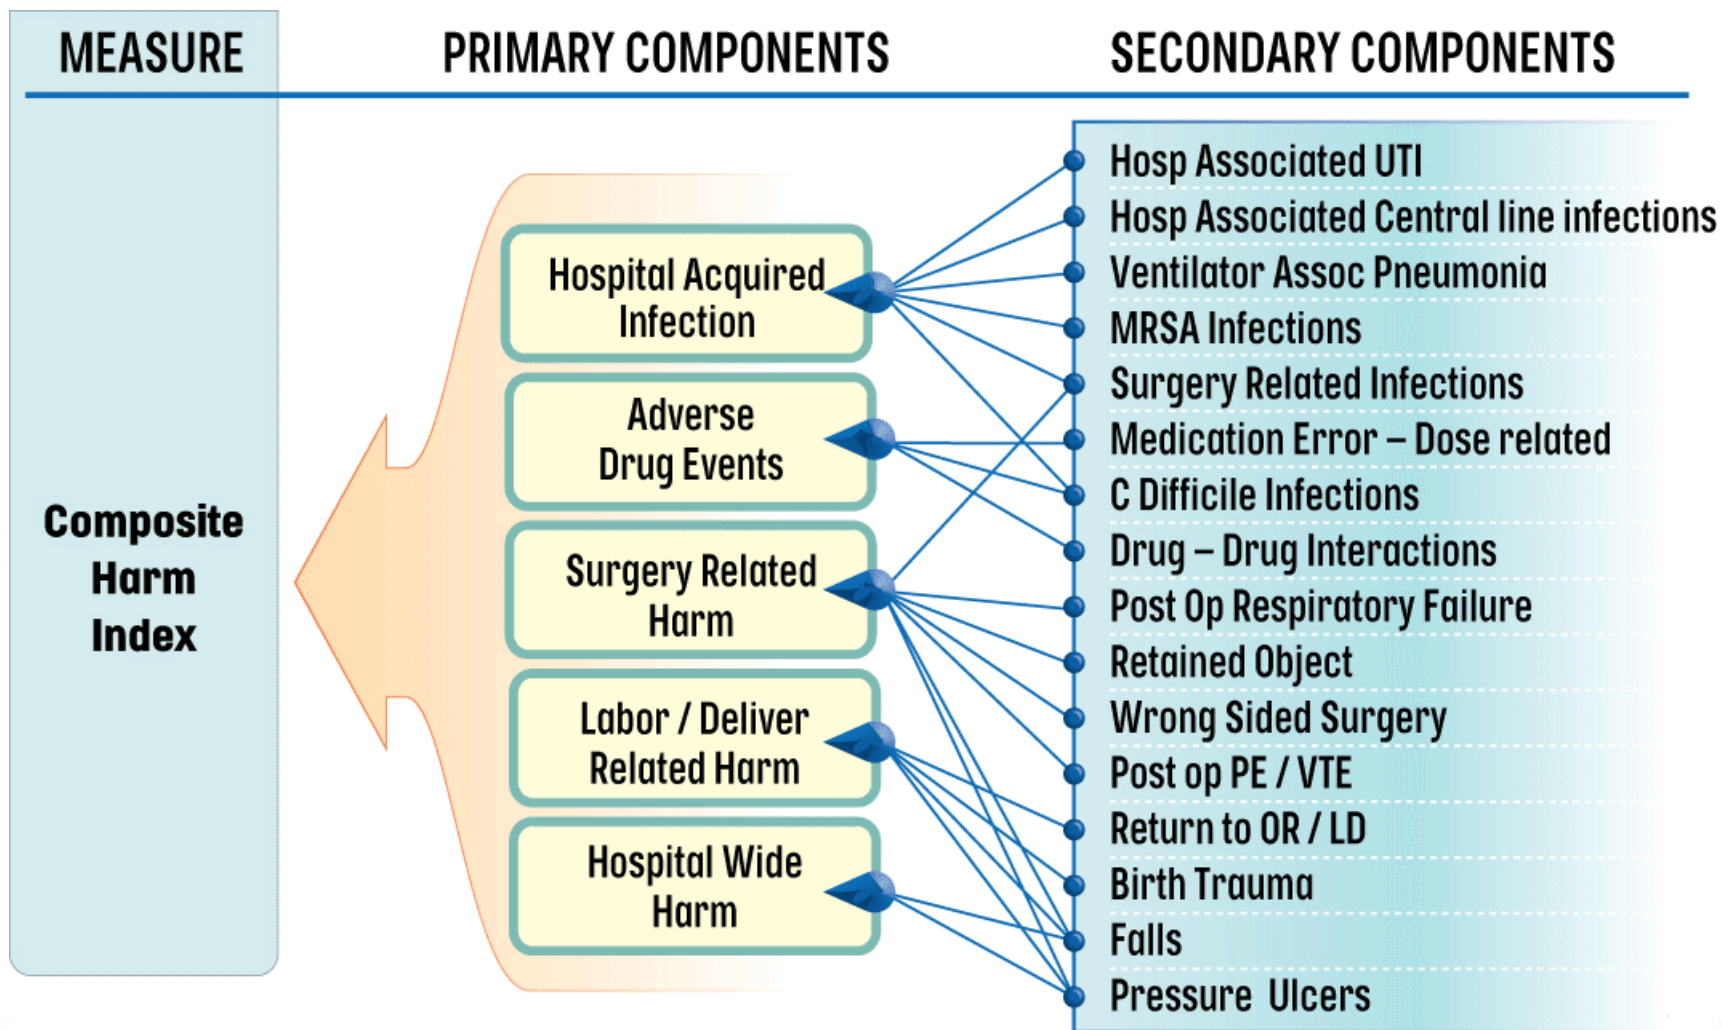 MEASURE
PRIMARY COMPONENTS
SECONDARY COMPONENTS
Composite
Harm
Index
Hospital Acquired
Infection
Adverse
Drug Events
Surgery Related
Harm
Labor / Deliver
Related Harm
Hospital Wide
Harm
Hosp Associated UTI
Hosp Associated Central line infections
Ventilator Assoc Pneumonia
MRSA Infections
Surgery Related Infections
Medication Error – Dose related
C Difficile Infections
Drug – Drug Interactions
Post Op Respiratory Failure
Retained Object
Wrong Sided Surgery
Post op PE / VTE
Return to OR / LD
Birth Trauma
Falls
Pressure Ulcers